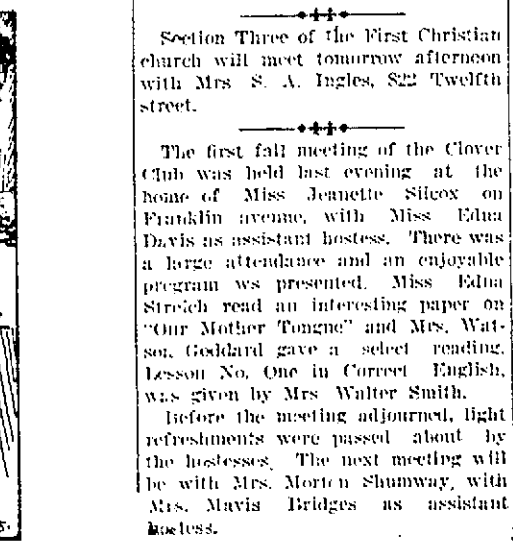 Section Three of the First Christian
church will meet tomorrow afternoon
with Mrs S. A. Ingles, 822 Twelfth
street.
The first fall meeting of the Clover
Club was held last evening at the
home of Miss Jeanette Silcox on
Franklin avenue, with Miss Edna
Davis as assistant hostess. There was
a large attendance and an enjoyable
program ws presented. Miss Edna
Streich read an interesting paper on
"Our Mother Tongue" and Mrs. Wat-
son Goddard gave a select reading.
Lesson No. One in Correct English,
was given by Mrs Walter Smith.
Before the meeting adjourned, light
refreshments were passed about by
the hostesses. The next meeting will
be with Mrs. Morten Shumway, with
Mrs. Mavis Bridges as assistant
hostess.